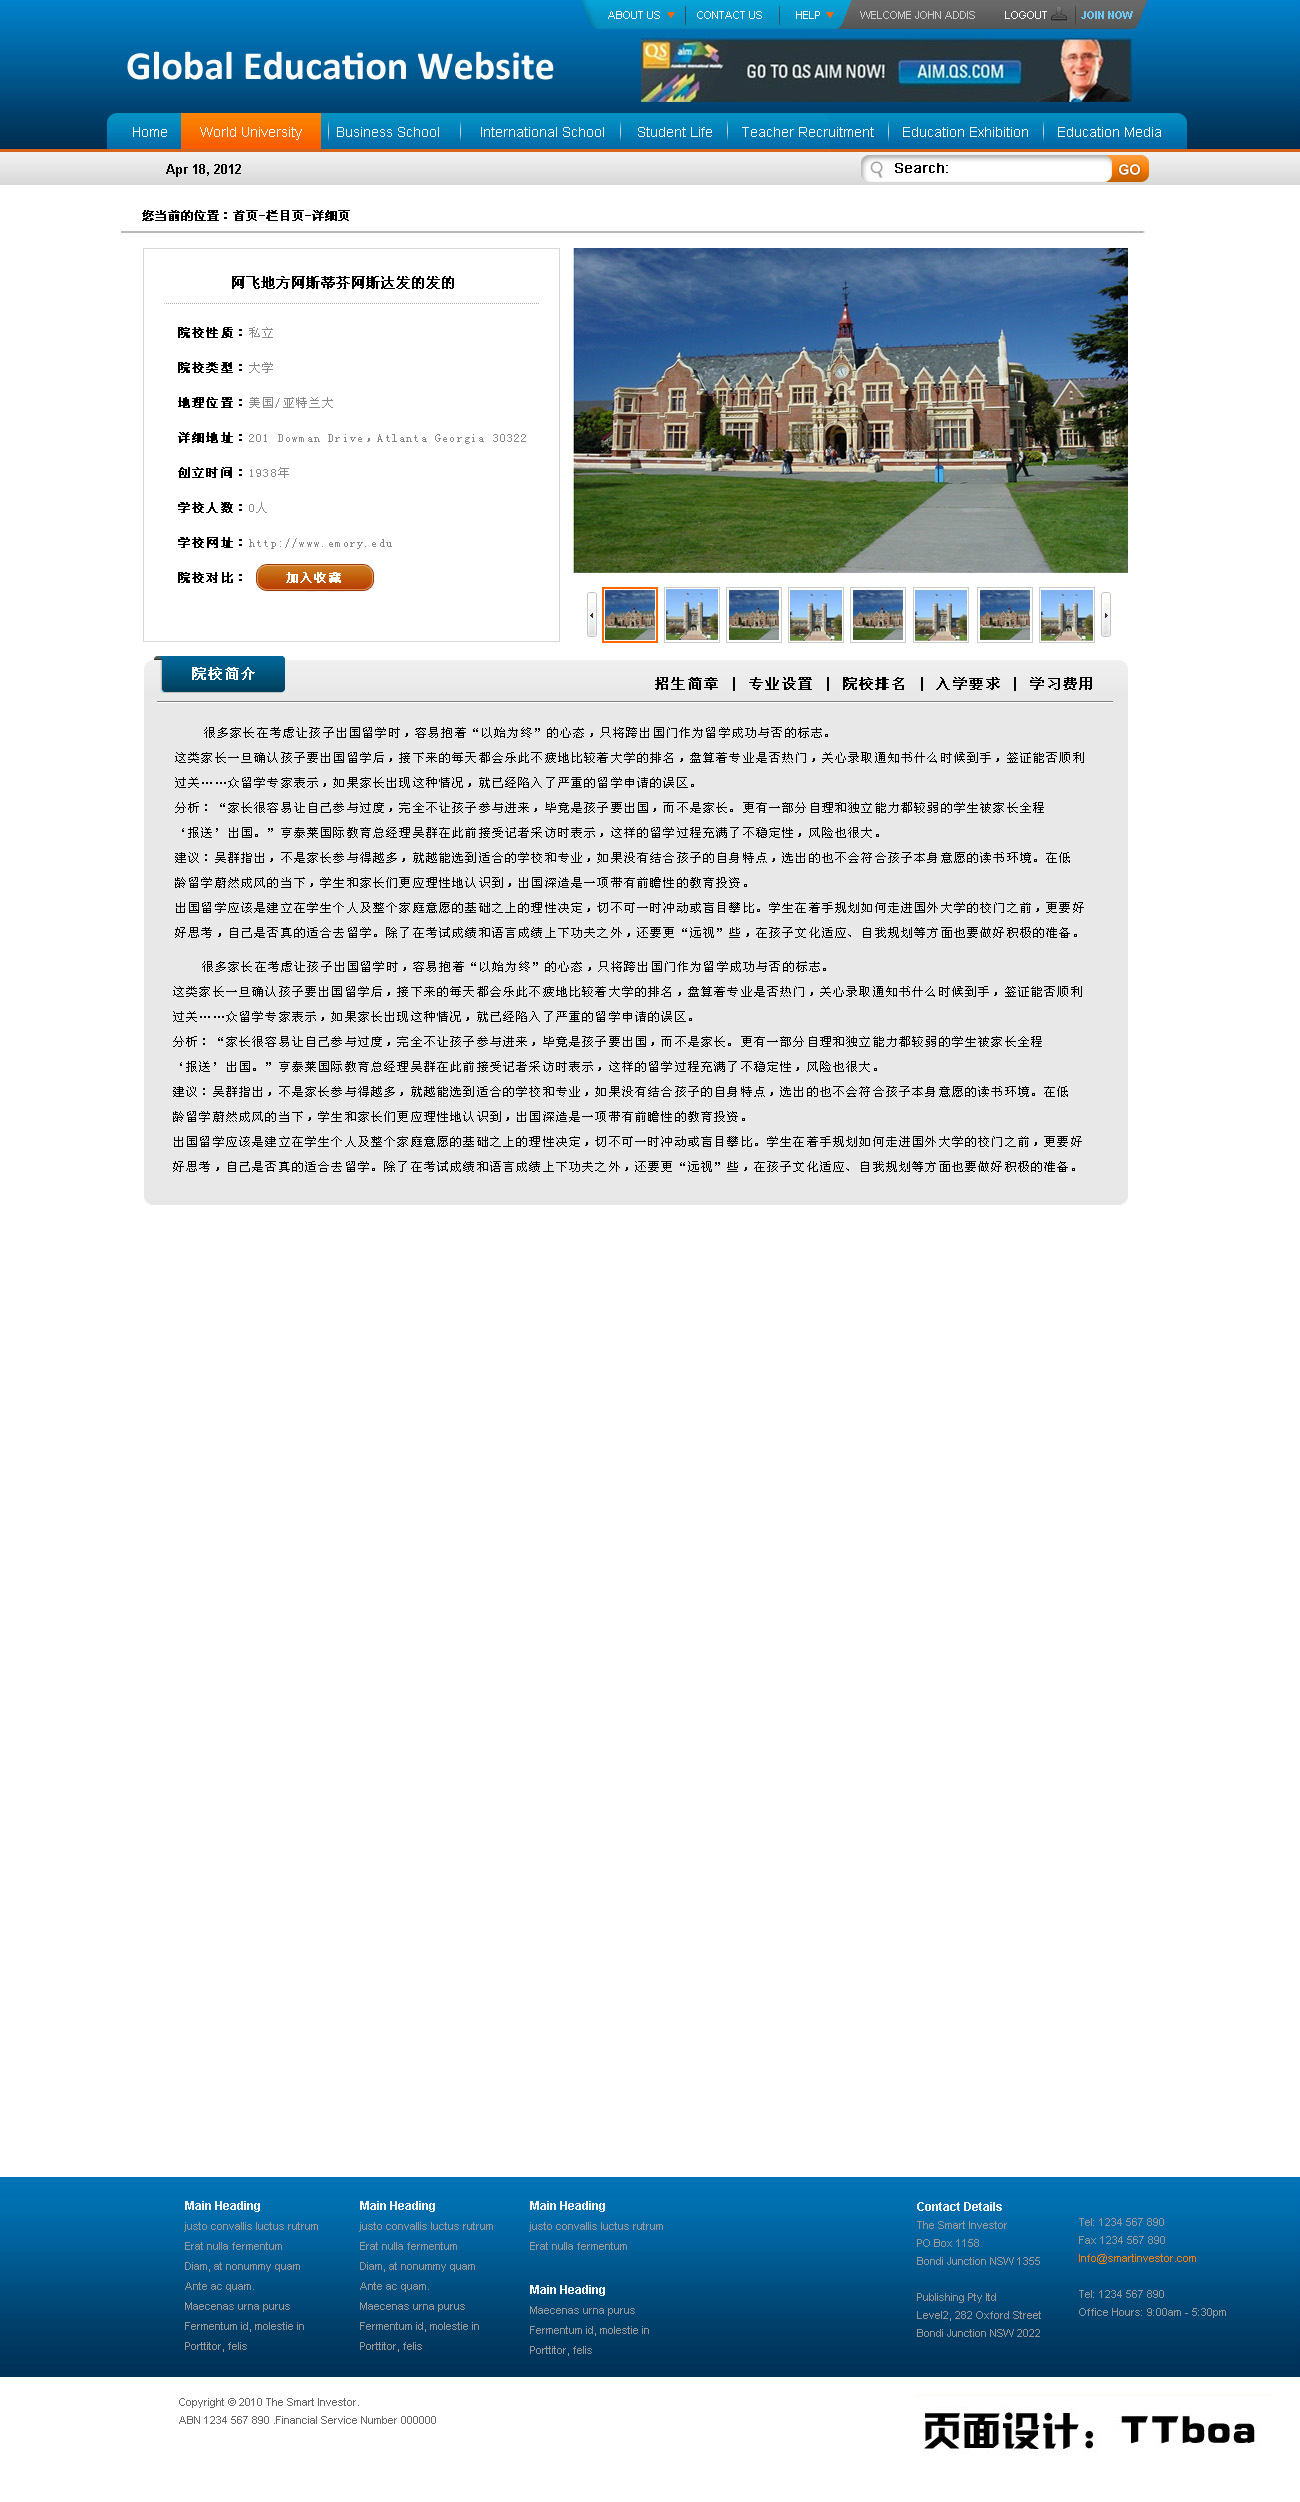 ABOUT US CONTACT US HELP WELCOME JOHN ADDIS LOGOUT JOIN NOW
Global Education Website
QS aim
GO TO QS AIM NOW! AIM.QS.COM
Home World University Business School International School Student Life Teacher Recruitment Education Exhibition Education Media
Apr 18, 2012
Search: GO
您当前的位置：首页-栏目页-详细页
阿飞地方阿斯蒂芬阿斯达发的发的
院校性质：私立
院校类型：大学
地理位置：美国/亚特兰大
详细地址：201 Dowman Drive，Atlanta Georgia 30322
创立时间：1938年
学校人数：0人
学校网址：http://www.emory.edu
院校对比： 加入收藏
院校简介
招生简章 | 专业设置 | 院校排名 | 入学要求 | 学习费用
很多家长在考虑让孩子出国留学时，容易抱着“以始为终”的心态，只将跨出国门作为留学成功与否的标志。
这类家长一旦确认孩子要出国留学后，接下来的每天都会乐此不疲地比较着大学的排名，盘算着专业是否热门，关心录取通知书什么时候到手，签证能否顺利
过关……众留学专家表示，如果家长出现这种情况，就已经陷入了严重的留学申请的误区。
分析：“家长很容易让自己参与过度，完全不让孩子参与进来，毕竟是孩子要出国，而不是家长。更有一部分自理和独立能力都较弱的学生被家长全程
‘报送’出国。”亨泰莱国际教育总经理吴群在此前接受记者采访时表示，这样的留学过程充满了不稳定性，风险也很大。
建议：吴群指出，不是家长参与得越多，就越能选到适合的学校和专业，如果没有结合孩子的自身特点，选出的也不会符合孩子本身意愿的读书环境。在低
龄留学蔚然成风的当下，学生和家长们更应理性地认识到，出国深造是一项带有前瞻性的教育投资。
出国留学应该是建立在学生个人及整个家庭意愿的基础之上的理性决定，切不可一时冲动或盲目攀比。学生在着手规划如何走进国外大学的校门之前，更要好
好思考，自己是否真的适合去留学。除了在考试成绩和语言成绩上下功夫之外，还要更“远视”些，在孩子文化适应、自我规划等方面也要做好积极的准备。
很多家长在考虑让孩子出国留学时，容易抱着“以始为终”的心态，只将跨出国门作为留学成功与否的标志。
这类家长一旦确认孩子要出国留学后，接下来的每天都会乐此不疲地比较着大学的排名，盘算着专业是否热门，关心录取通知书什么时候到手，签证能否顺利
过关……众留学专家表示，如果家长出现这种情况，就已经陷入了严重的留学申请的误区。
分析：“家长很容易让自己参与过度，完全不让孩子参与进来，毕竟是孩子要出国，而不是家长。更有一部分自理和独立能力都较弱的学生被家长全程
‘报送’出国。”亨泰莱国际教育总经理吴群在此前接受记者采访时表示，这样的留学过程充满了不稳定性，风险也很大。
建议：吴群指出，不是家长参与得越多，就越能选到适合的学校和专业，如果没有结合孩子的自身特点，选出的也不会符合孩子本身意愿的读书环境。在低
龄留学蔚然成风的当下，学生和家长们更应理性地认识到，出国深造是一项带有前瞻性的教育投资。
出国留学应该是建立在学生个人及整个家庭意愿的基础之上的理性决定，切不可一时冲动或盲目攀比。学生在着手规划如何走进国外大学的校门之前，更要好
好思考，自己是否真的适合去留学。除了在考试成绩和语言成绩上下功夫之外，还要更“远视”些，在孩子文化适应、自我规划等方面也要做好积极的准备。
Main Heading
justo convallis luctus rutrum
Erat nulla fermentum
Diam, at nonummy quam
Ante ac quam.
Maecenas urna purus
Fermentum id, molestie in
Porttitor, felis
Main Heading
justo convallis luctus rutrum
Erat nulla fermentum
Diam, at nonummy quam
Ante ac quam.
Maecenas urna purus
Fermentum id, molestie in
Porttitor, felis
Main Heading
justo convallis luctus rutrum
Erat nulla fermentum
Main Heading
Maecenas urna purus
Fermentum id, molestie in
Porttitor, felis
Contact Details
The Smart Investor
PO Box 1158
Bondi Junction NSW 1355
Publishing Pty ltd
Level2, 282 Oxford Street
Bondi Junction NSW 2022
Tel: 1234 567 890
Fax 1234 567 890
Info@smartinvestor.com
Tel: 1234 567 890
Office Hours: 9:00am - 5:30pm
Copyright © 2010 The Smart Investor.
ABN 1234 567 890 .Financial Service Number 000000
页面设计：TTboa